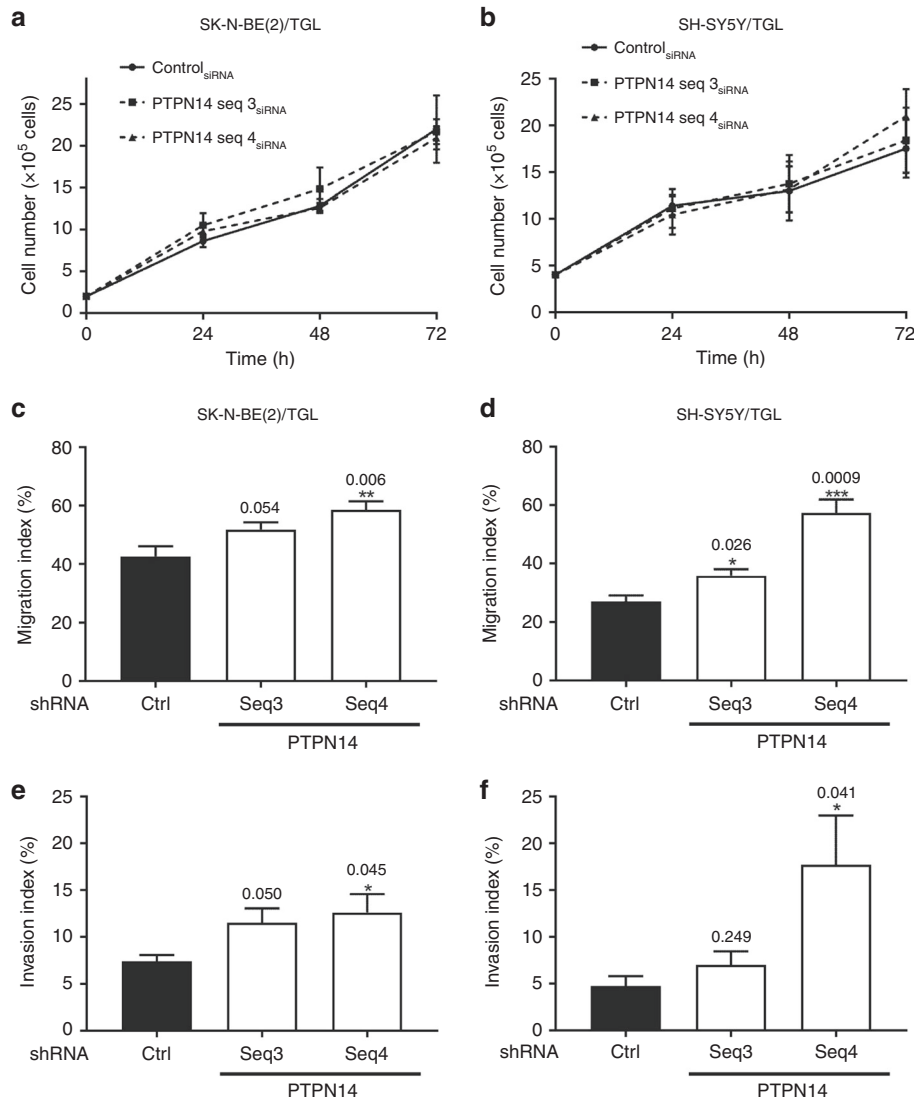 a
SK-N-BE(2)/TGL
Control siRNA
PTPN14 seq 3 siRNA
PTPN14 seq 4 siRNA
Cell number (×10⁵ cells)
25
20
15
10
5
0
0 24 48 72
Time (h)
b
SH-SY5Y/TGL
Control siRNA
PTPN14 seq 3 siRNA
PTPN14 seq 4 siRNA
Cell number (×10⁵ cells)
25
20
15
10
5
0
0 24 48 72
Time (h)
c
SK-N-BE(2)/TGL
Migration index (%)
80
60
40
20
0
0.054
0.006
**
shRNA Ctrl Seq3 Seq4
PTPN14
d
SH-SY5Y/TGL
Migration index (%)
80
60
40
20
0
0.026
*
0.0009
***
shRNA Ctrl Seq3 Seq4
PTPN14
e
Invasion index (%)
25
20
15
10
5
0
0.050
0.045
*
shRNA Ctrl Seq3 Seq4
PTPN14
f
Invasion index (%)
25
20
15
10
5
0
0.249
0.041
*
shRNA Ctrl Seq3 Seq4
PTPN14